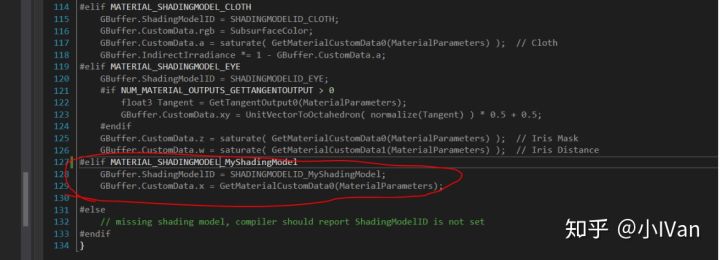 114 #elif MATERIAL_SHADINGMODEL_CLOTH
115 GBuffer.ShadingModelID = SHADINGMODELID_CLOTH;
116 GBuffer.CustomData.rgb = SubsurfaceColor;
117 GBuffer.CustomData.a = saturate( GetMaterialCustomData0(MaterialParameters) ); // Cloth
118 GBuffer.IndirectIrradiance *= 1 - GBuffer.CustomData.a;
119 #elif MATERIAL_SHADINGMODEL_EYE
120 GBuffer.ShadingModelID = SHADINGMODELID_EYE;
121 #if NUM_MATERIAL_OUTPUTS_GETTANGENTOUTPUT > 0
122 float3 Tangent = GetTangentOutput0(MaterialParameters);
123 GBuffer.CustomData.xy = UnitVectorToOctahedron( normalize(Tangent) ) * 0.5 + 0.5;
124 #endif
125 GBuffer.CustomData.z = saturate( GetMaterialCustomData0(MaterialParameters) ); // Iris Mask
126 GBuffer.CustomData.w = saturate( GetMaterialCustomData1(MaterialParameters) ); // Iris Distance
127 #elif MATERIAL_SHADINGMODEL_MyShadingModel
128 GBuffer.ShadingModelID = SHADINGMODELID_MyShadingModel;
129 GBuffer.CustomData.x = GetMaterialCustomData0(MaterialParameters);
130
131 #else
132 // missing shading model, compiler should report ShadingModelID is not set
133 #endif
134 }
知乎 @小IVan